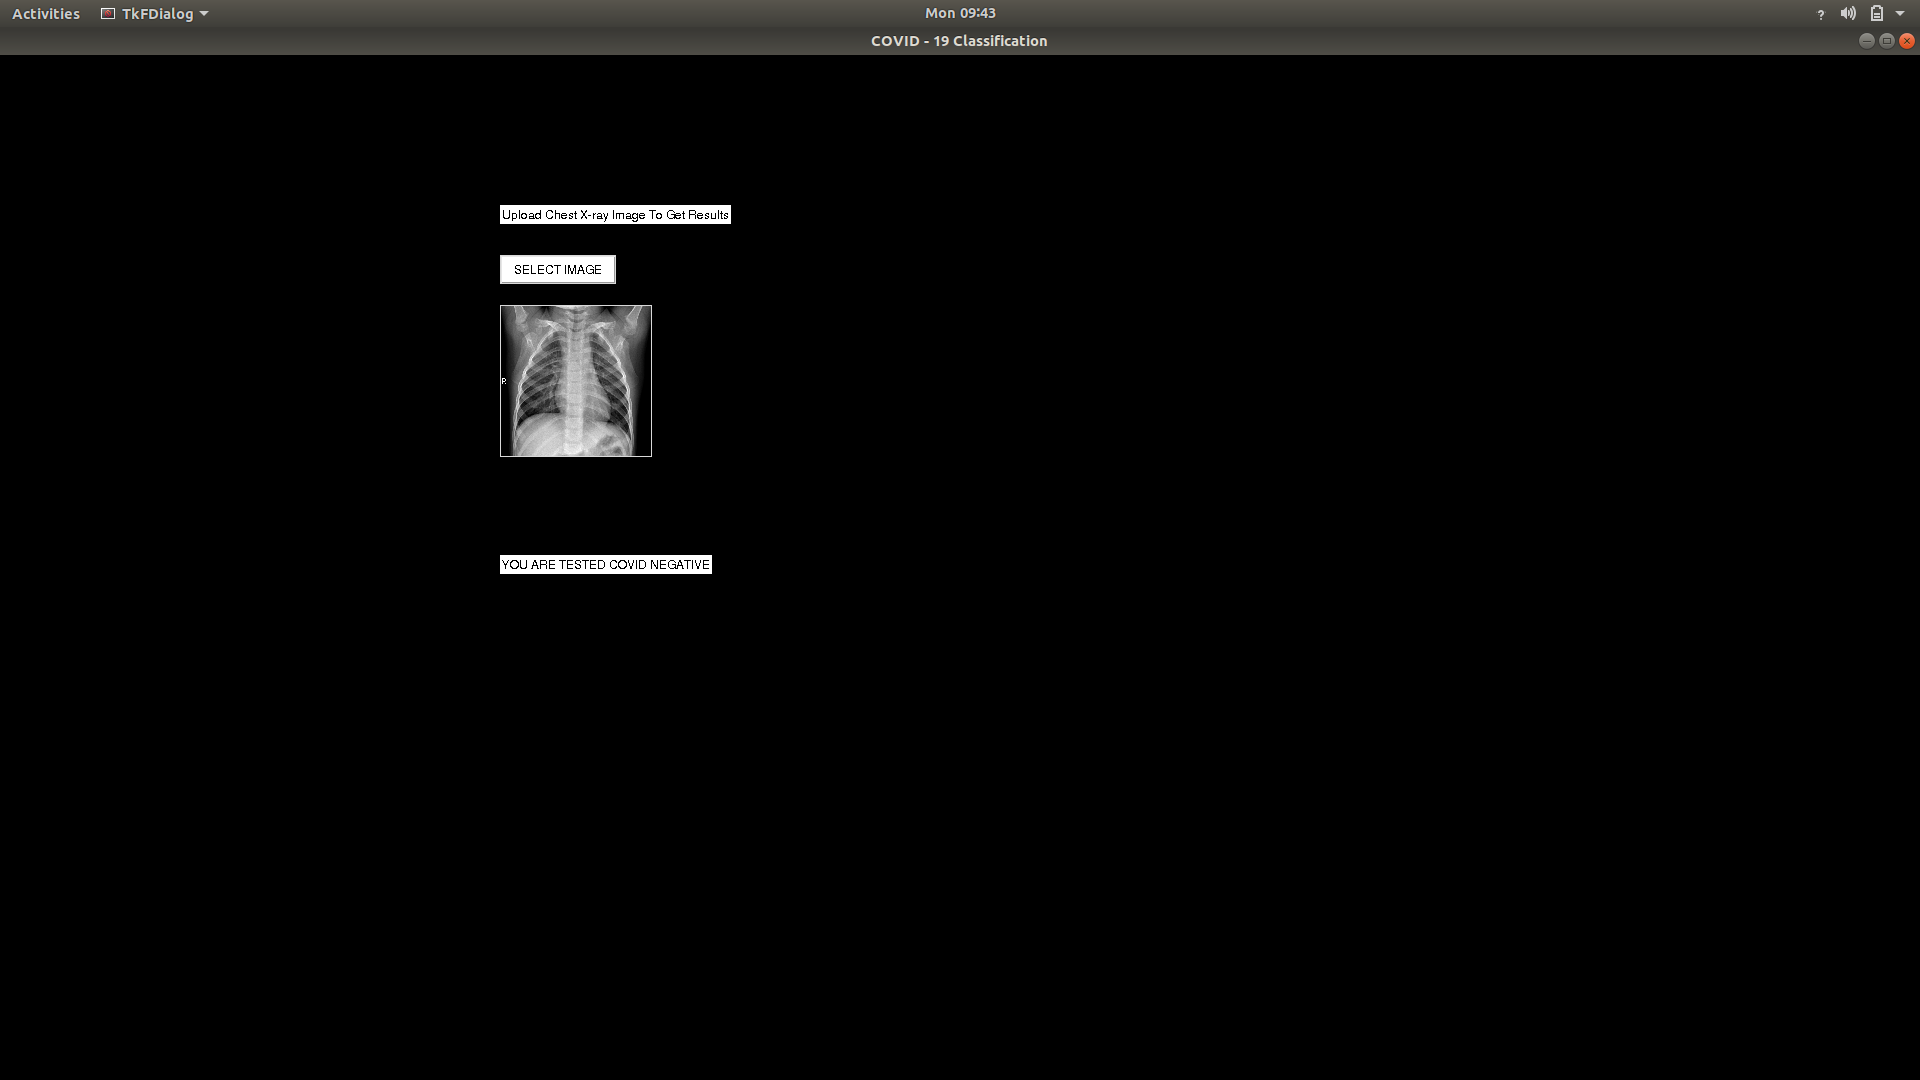 Activities TkFDialog Mon 09:43 ?
COVID - 19 Classification
Upload Chest X-ray Image To Get Results
SELECT IMAGE
R
YOU ARE TESTED COVID NEGATIVE